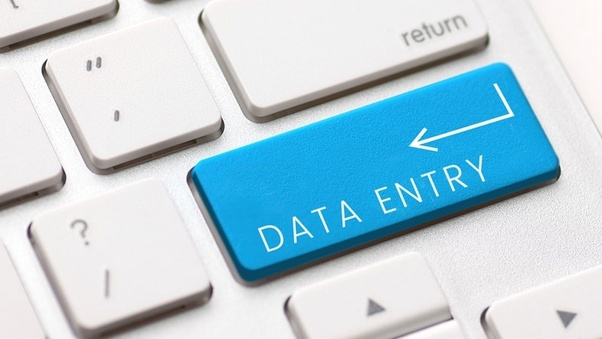 return
"
'
DATA ENTRY
?
/